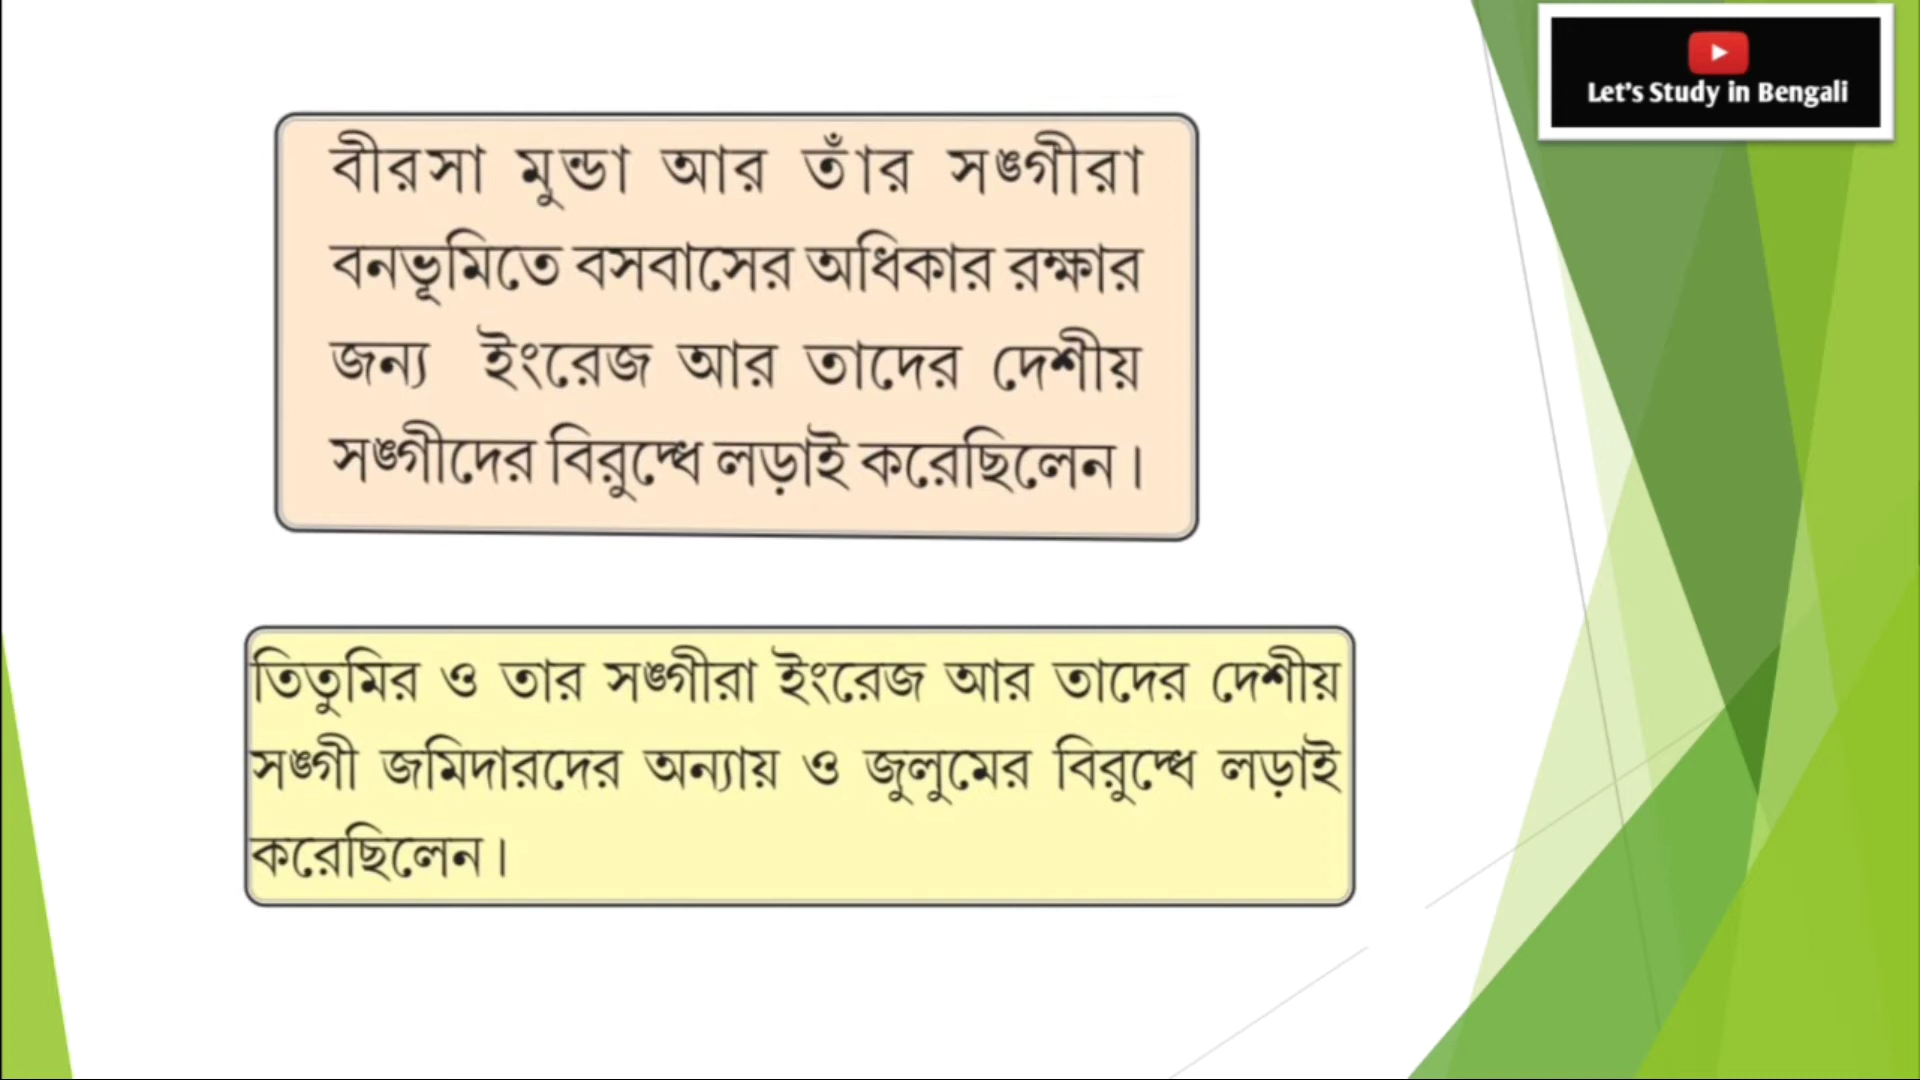 Let's Study in Bengali
বীরসা মুন্ডা আর তাঁর সঙ্গীরা
বনভূমিতে বসবাসের অধিকার রক্ষার
জন্য ইংরেজ আর তাদের দেশীয়
সঙ্গীদের বিরুদ্ধে লড়াই করেছিলেন।
তিতুমির ও তার সঙ্গীরা ইংরেজ আর তাদের দেশীয়
সঙ্গী জমিদারদের অন্যায় ও জুলুমের বিরুদ্ধে লড়াই
করেছিলেন।